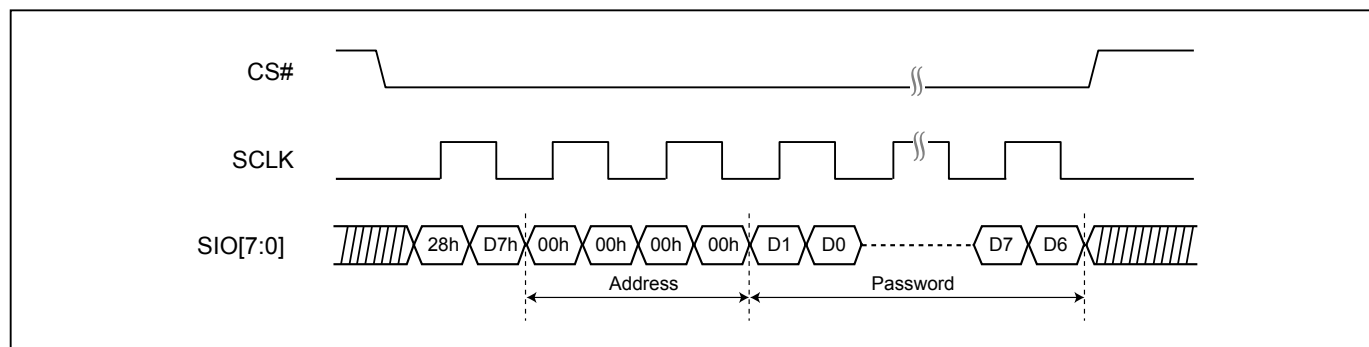 CS#
SCLK
SIO[7:0]
28h D7h 00h 00h 00h 00h D1 D0 D7 D6
Address Password